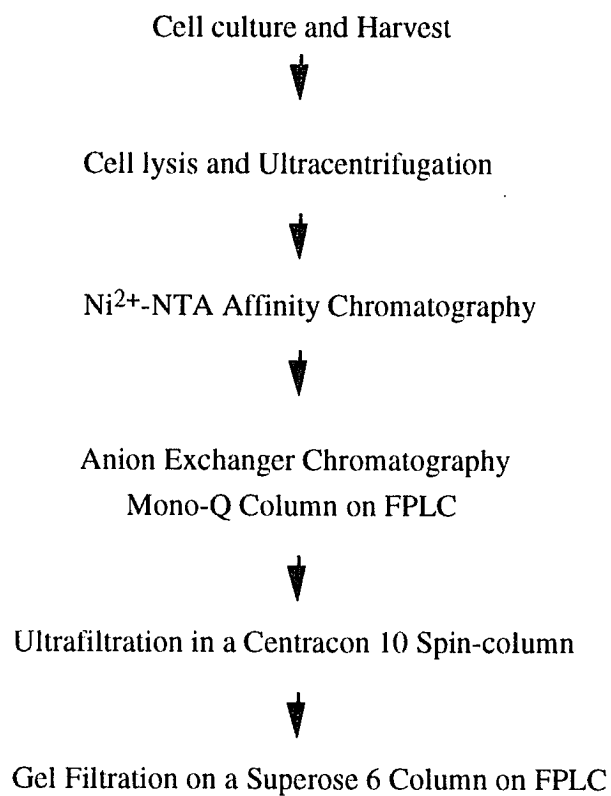 Cell culture and Harvest
Cell lysis and Ultracentrifugation
Ni2+-NTA Affinity Chromatography
Anion Exchanger Chromatography
Mono-Q Column on FPLC
Ultrafiltration in a Centracon 10 Spin-column
Gel Filtration on a Superose 6 Column on FPLC